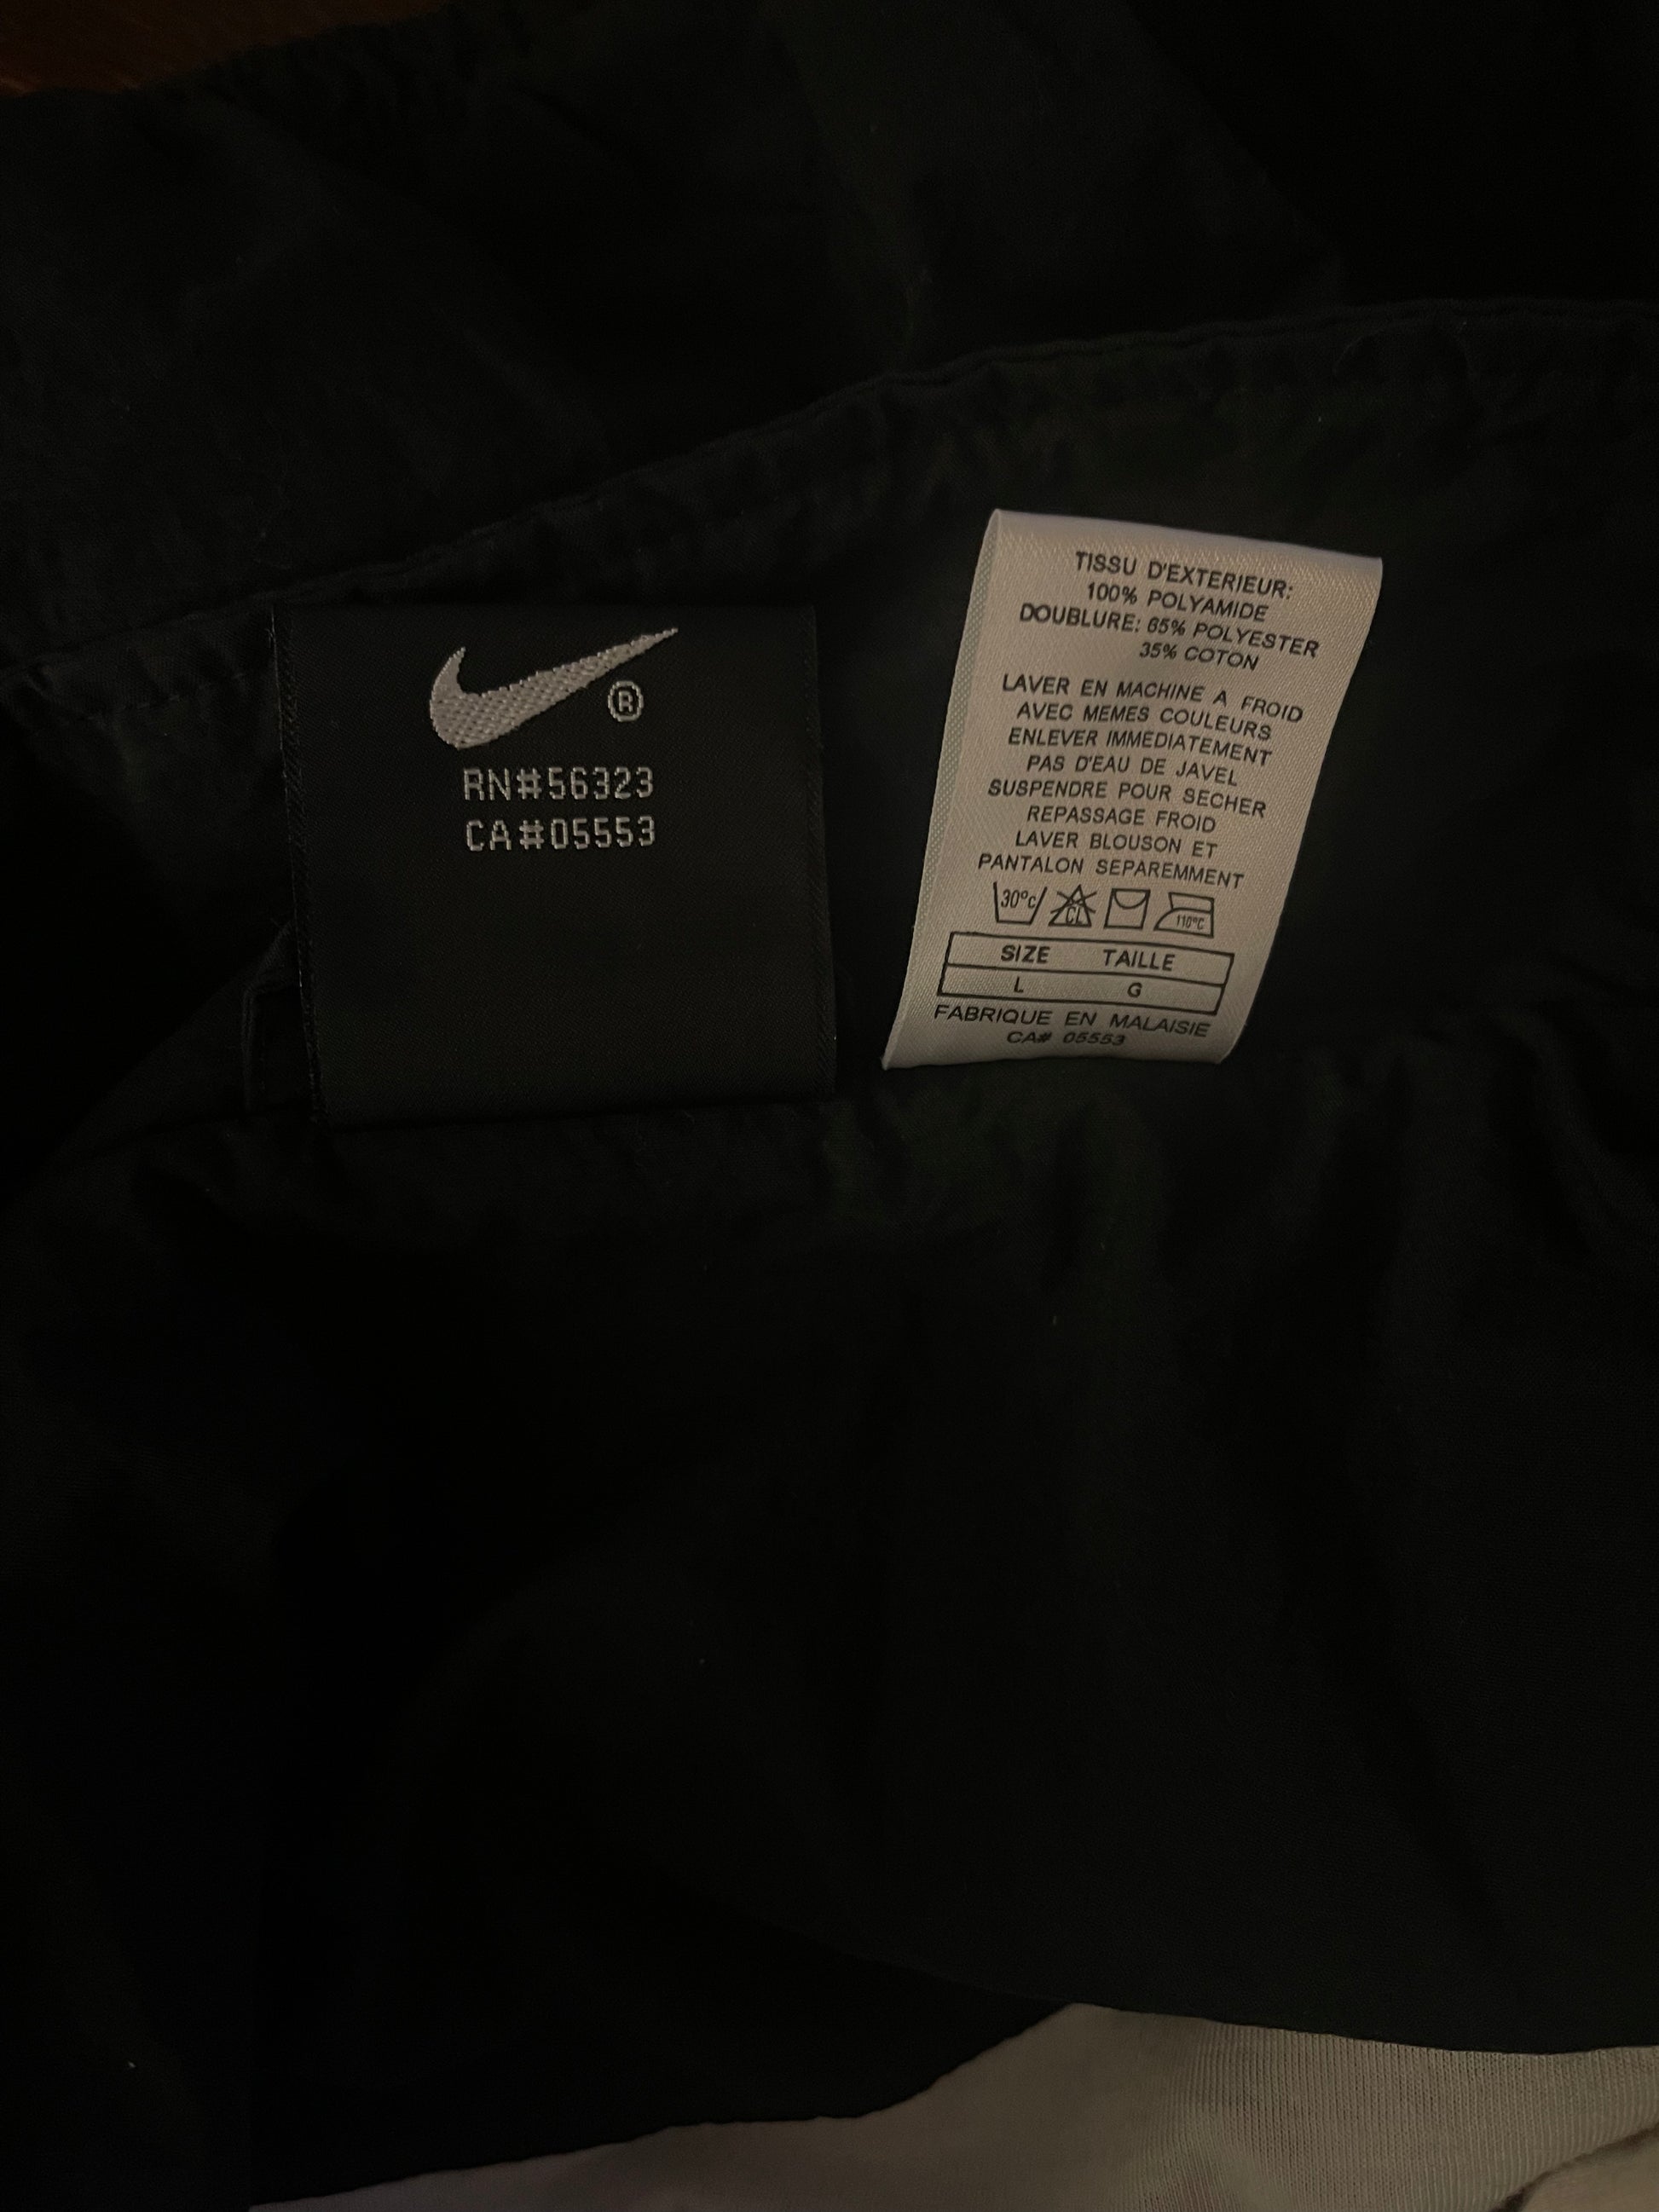 ®
RN#56323
CA#05553
TISSU D'EXTERIEUR:
100% POLYAMIDE
DOUBLURE: 65% POLYESTER
35% COTON
LAVER EN MACHINE A FROID
AVEC MEMES COULEURS
ENLEVER IMMEDIATEMENT
PAS D'EAU DE JAVEL
SUSPENDRE POUR SECHER
REPASSAGE FROID
LAVER BLOUSON ET
PANTALON SEPAREMMENT
30°c CL 110°C
SIZE TAILLE
L G
FABRIQUE EN MALAISIE
CA# 05553